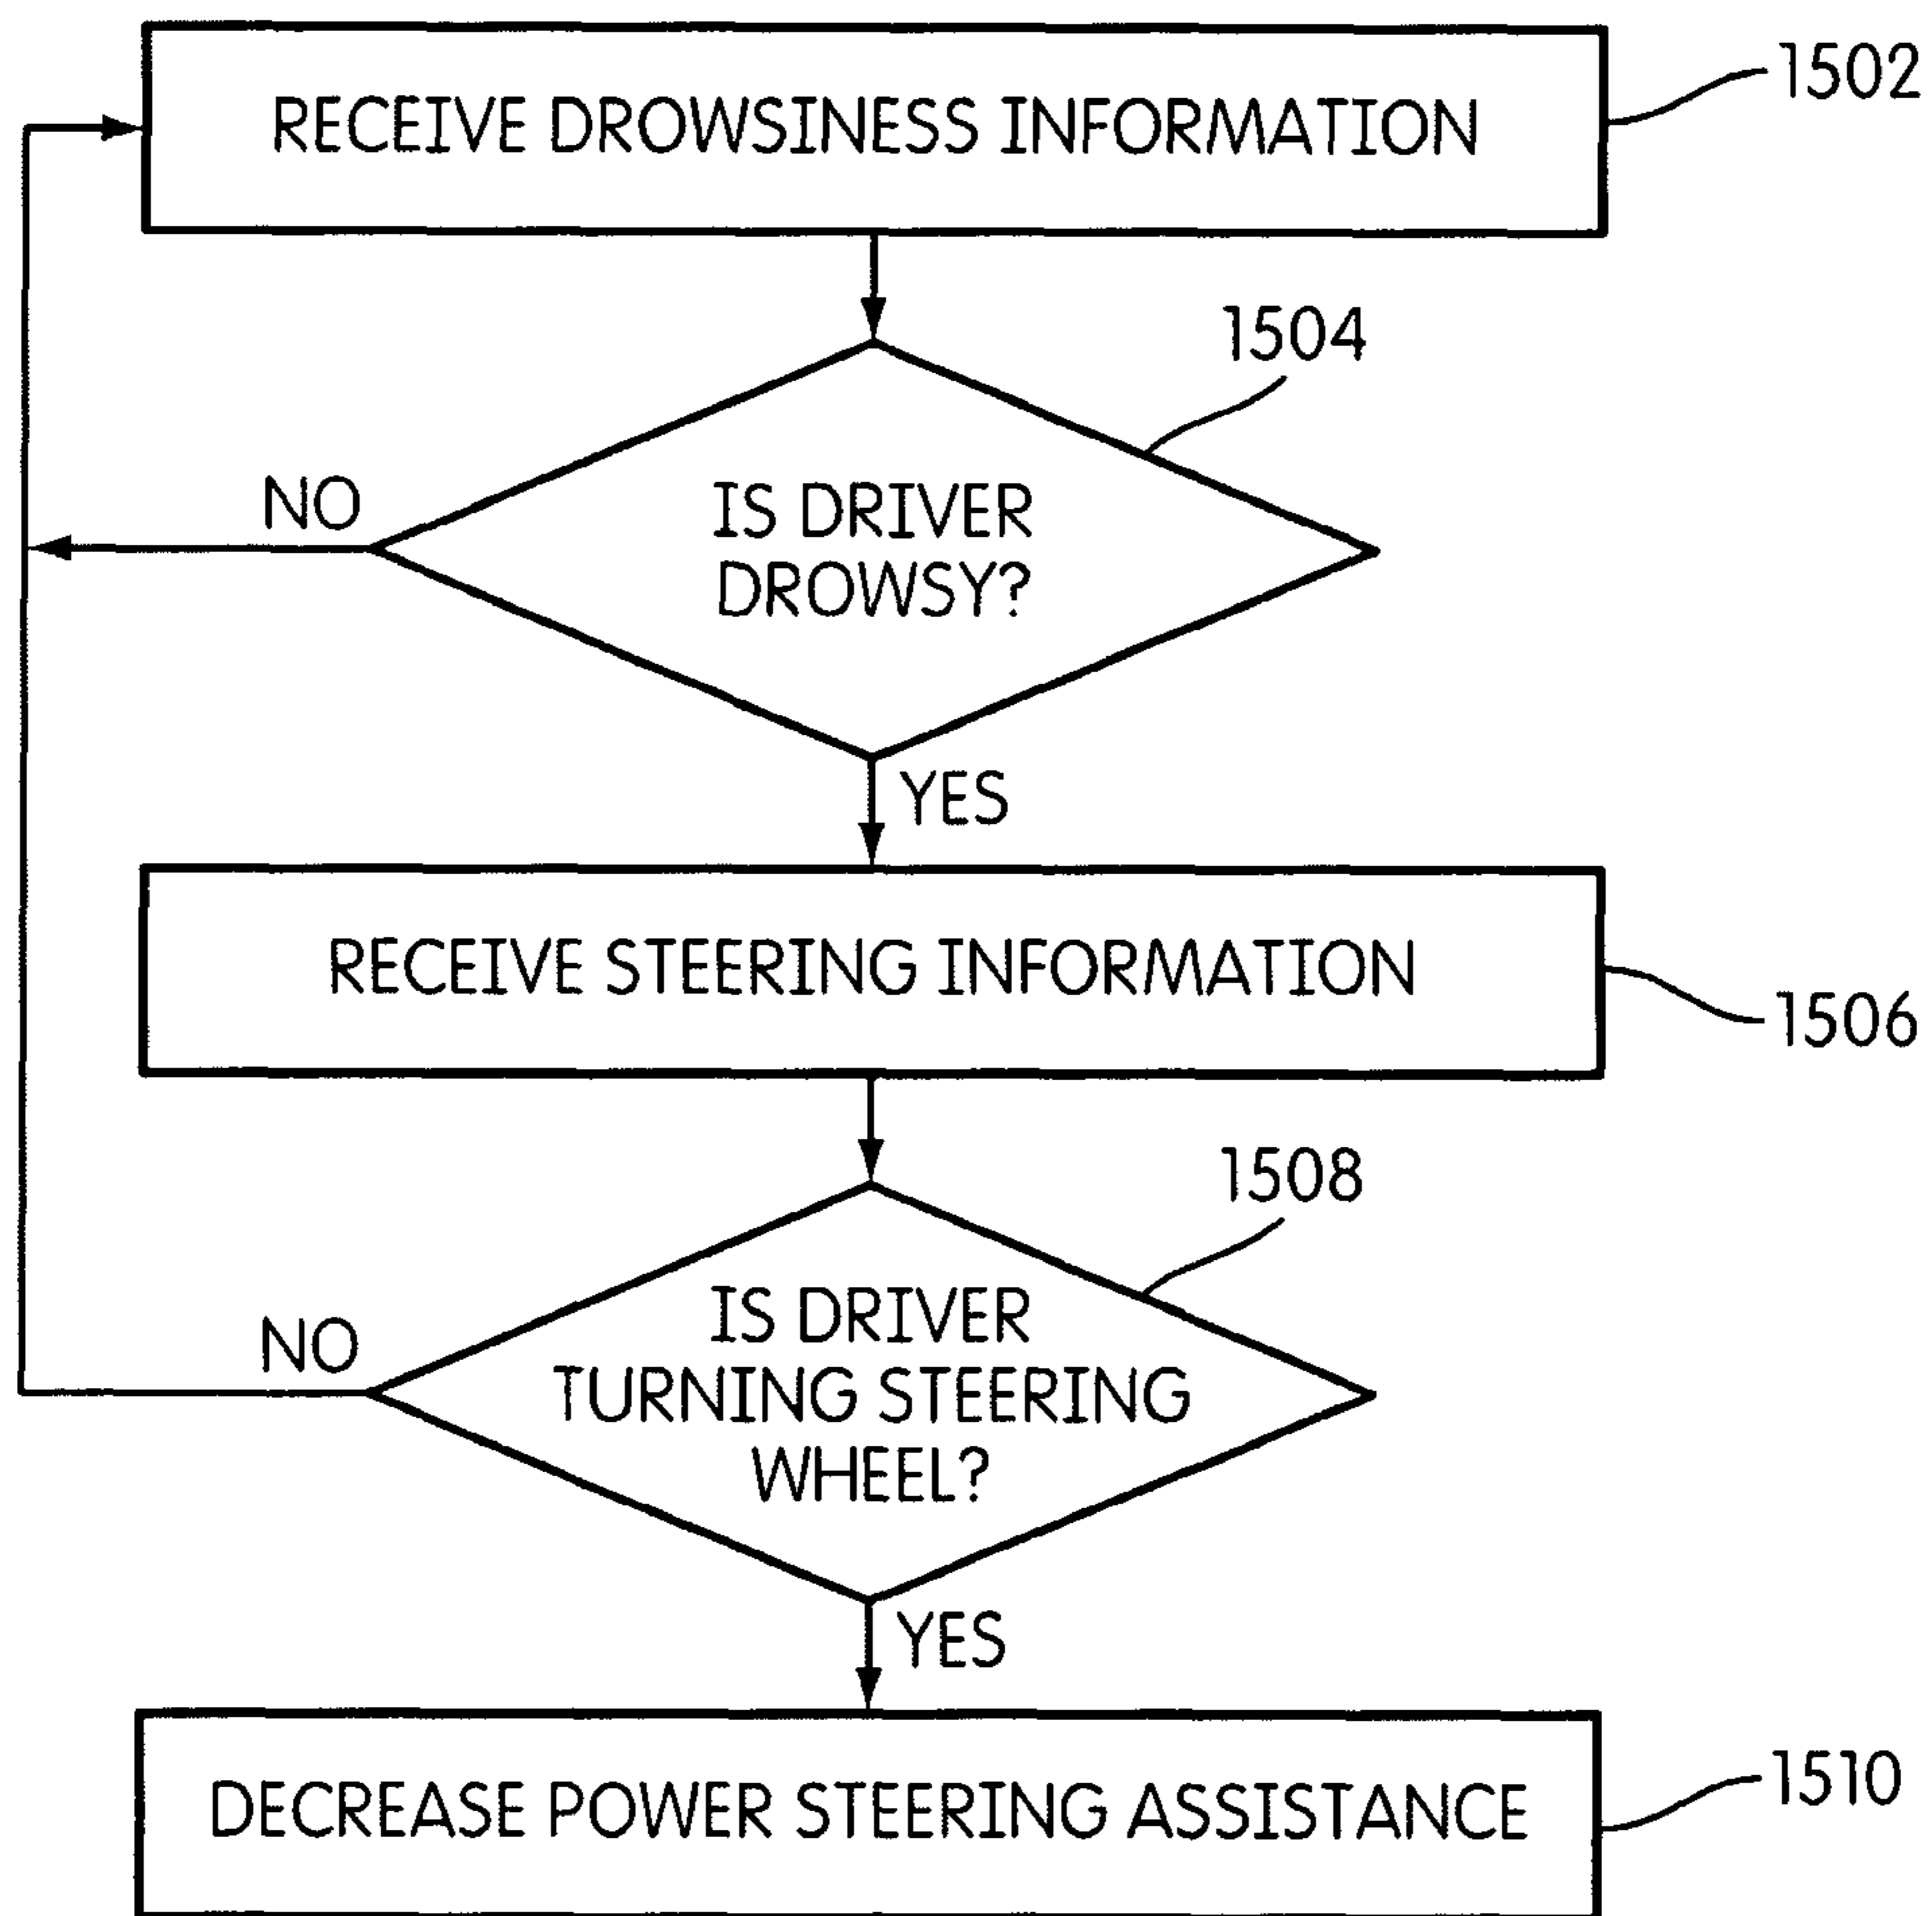 RECEIVE DROWSINESS INFORMATION
1502
1504
IS DRIVER
DROWSY?
NO
YES
RECEIVE STEERING INFORMATION
1506
1508
IS DRIVER
TURNING STEERING
WHEEL?
NO
YES
DECREASE POWER STEERING ASSISTANCE
1510